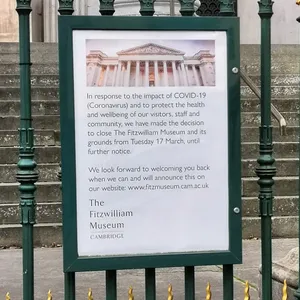 In response to the impact of COVID-19
(Coronavirus) and to protect the health
and wellbeing of our visitors, staff and
community, we have made the decision
to close The Fitzwilliam Museum and its
grounds from Tuesday 17 March, until
further notice.
We look forward to welcoming you back
when we can and will announce this on
our website: www.fitzmuseum.cam.ac.uk
The
Fitzwilliam
Museum
CAMBRIDGE